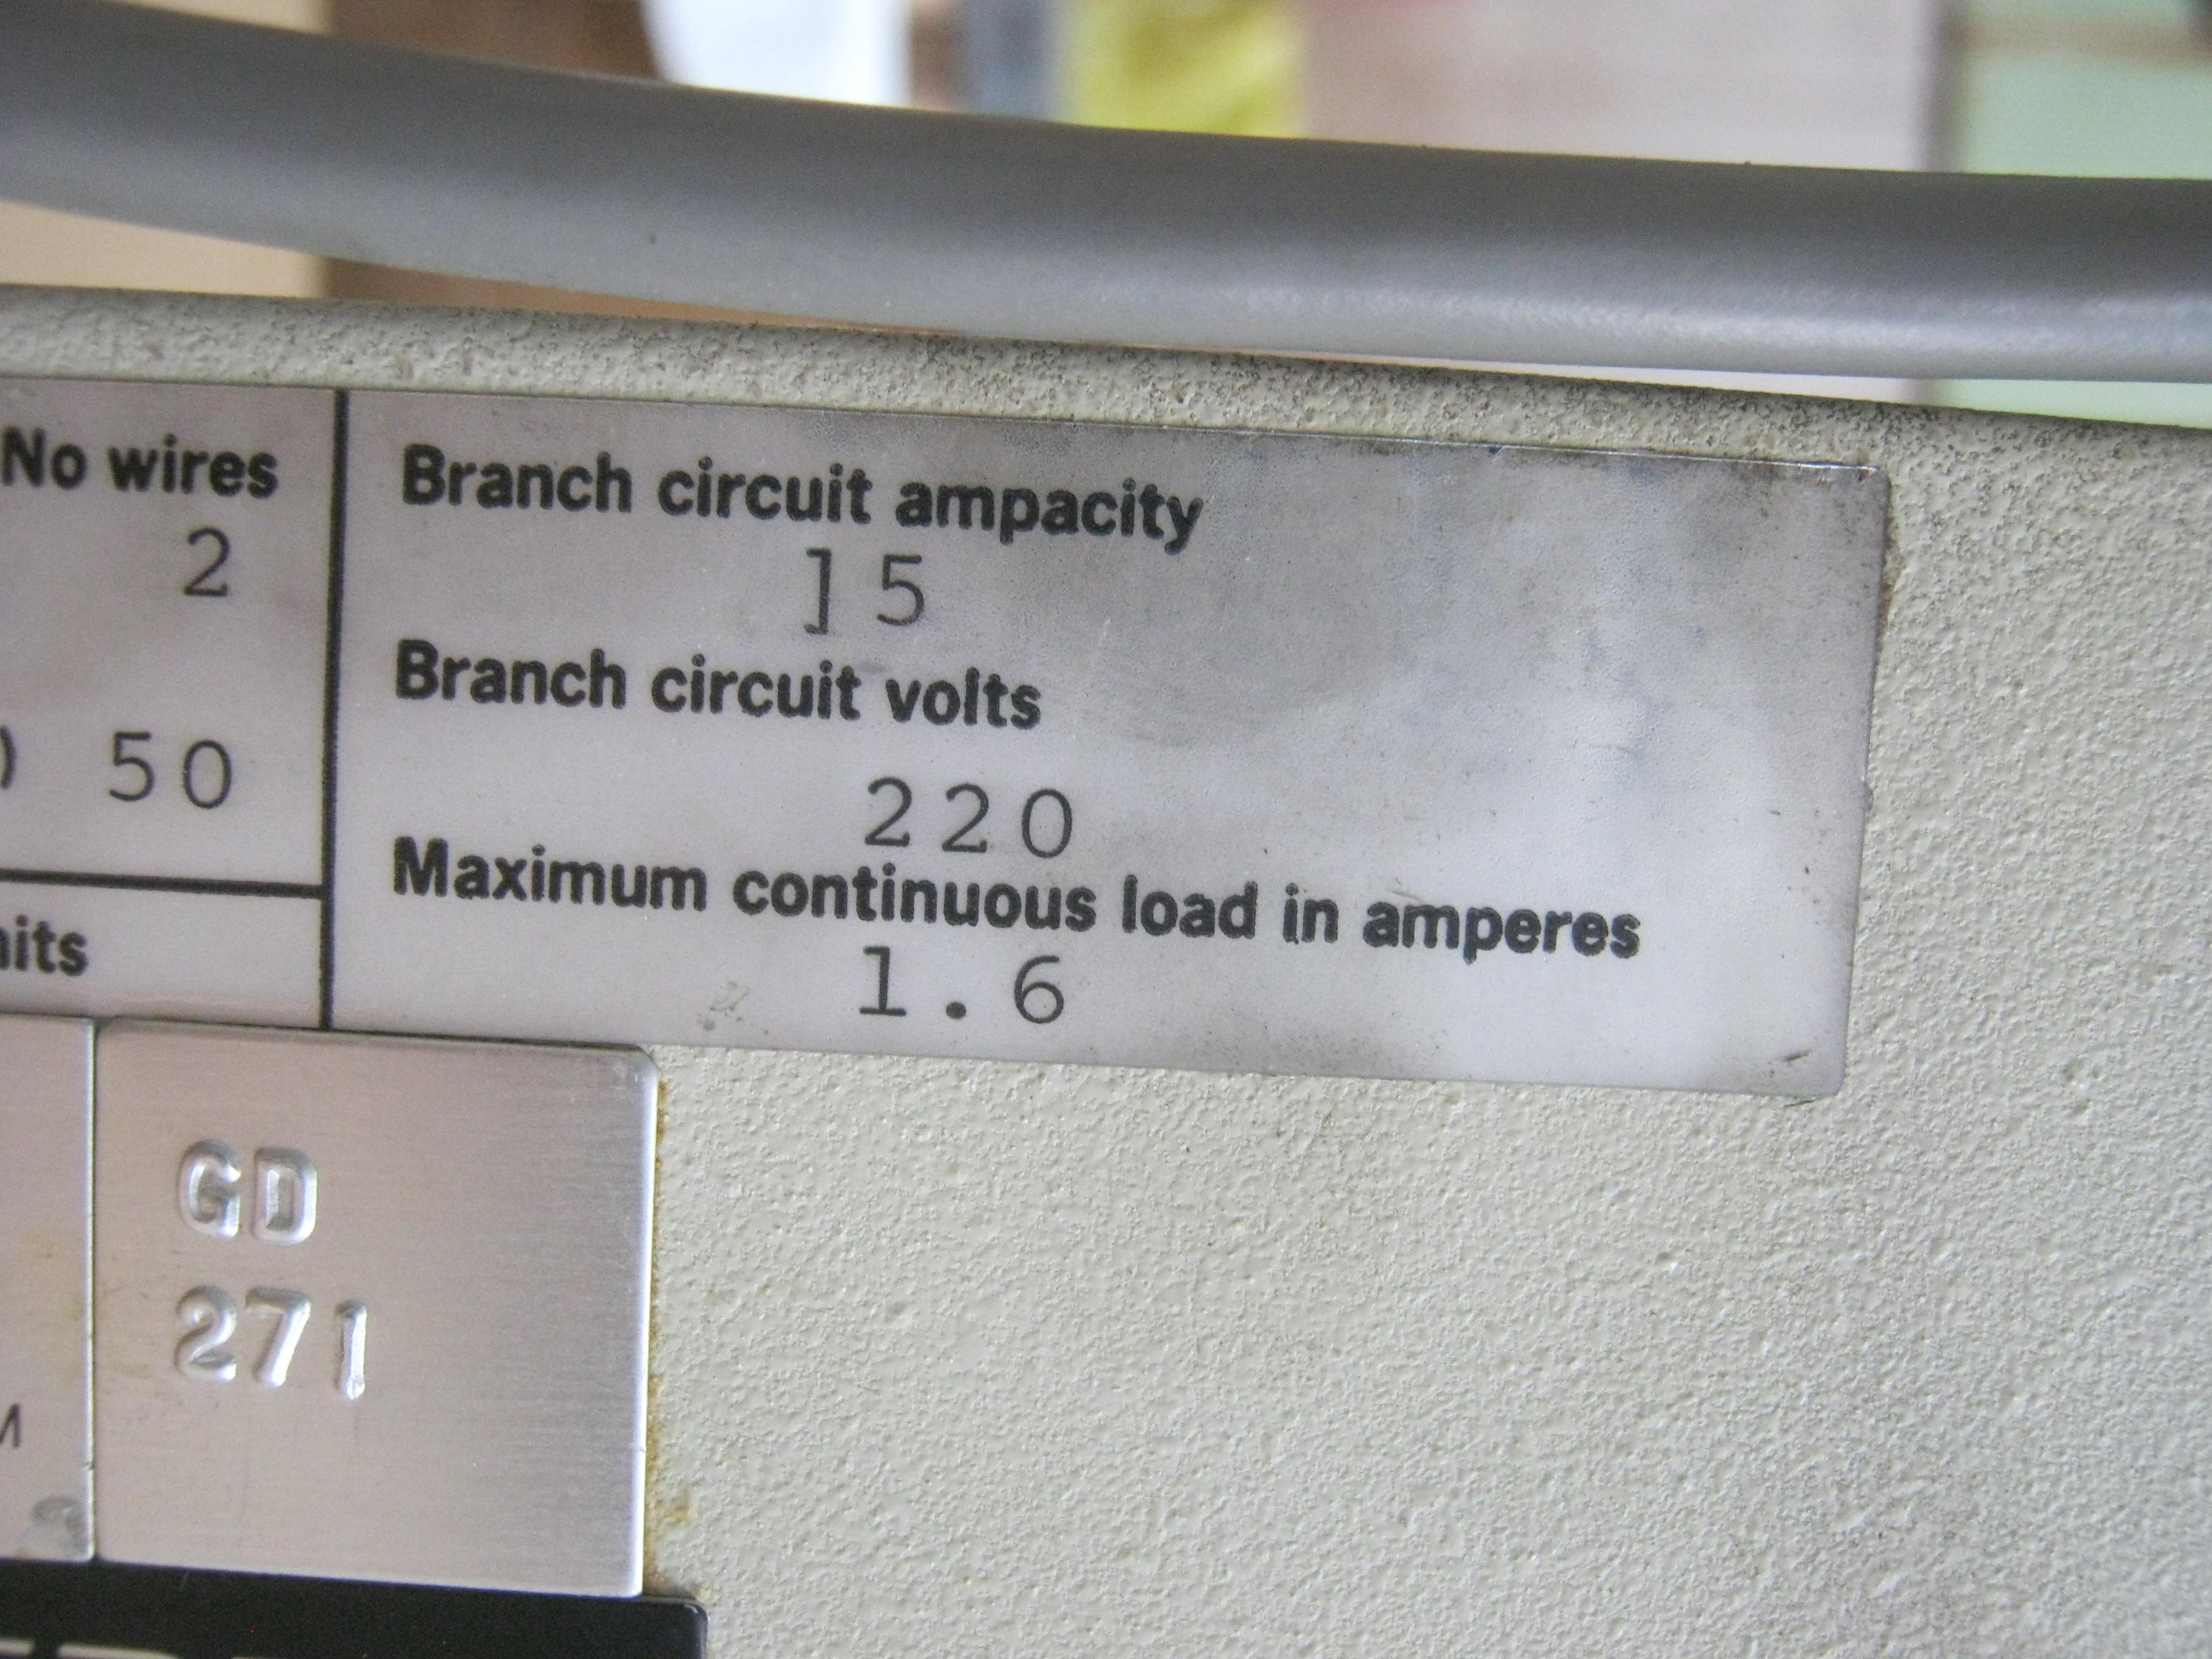 No wires
2
50
Branch circuit ampacity
15
Branch circuit volts
220
Maximum continuous load in amperes
1.6
GD
271